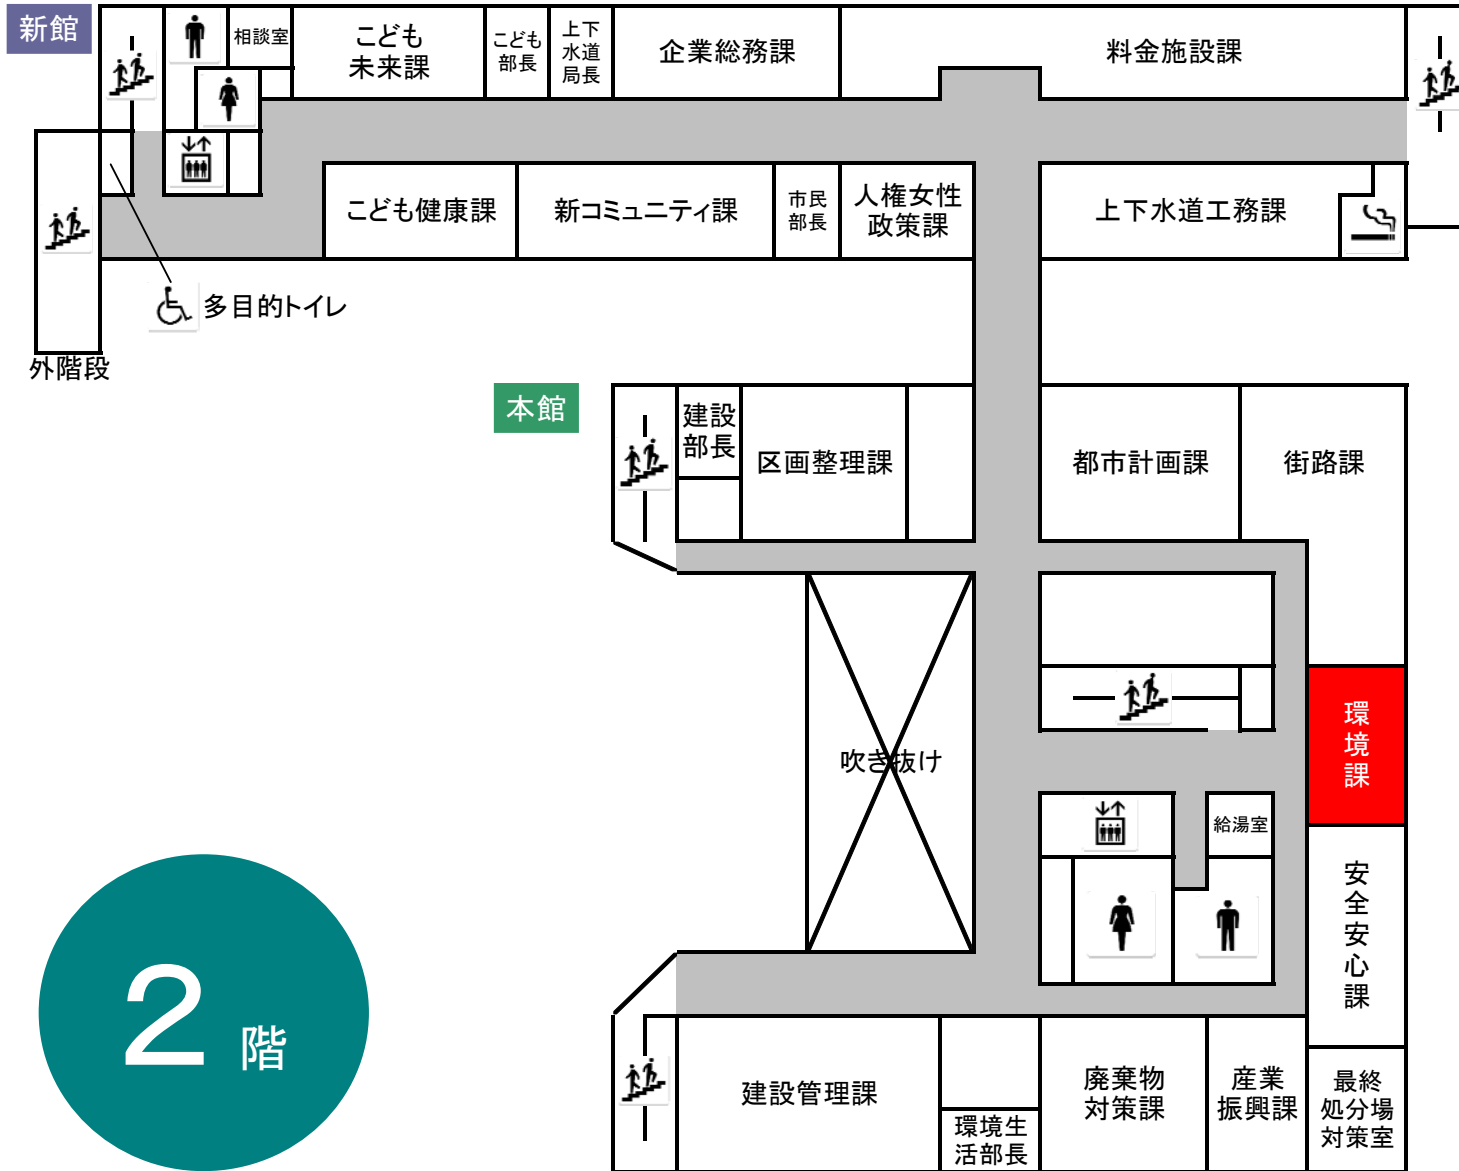 新館
相談室
こども
未来課
こども
部長
上下
水道
局長
企業総務課
料金施設課
こども健康課
新コミュニティ課
市民
部長
人権女性
政策課
上下水道工務課
多目的トイレ
外階段
本館
建設
部長
区画整理課
都市計画課
街路課
環境課
吹き抜け
給湯室
安全安心課
2階
建設管理課
環境生
活部長
廃棄物
対策課
産業
振興課
最終
処分場
対策室